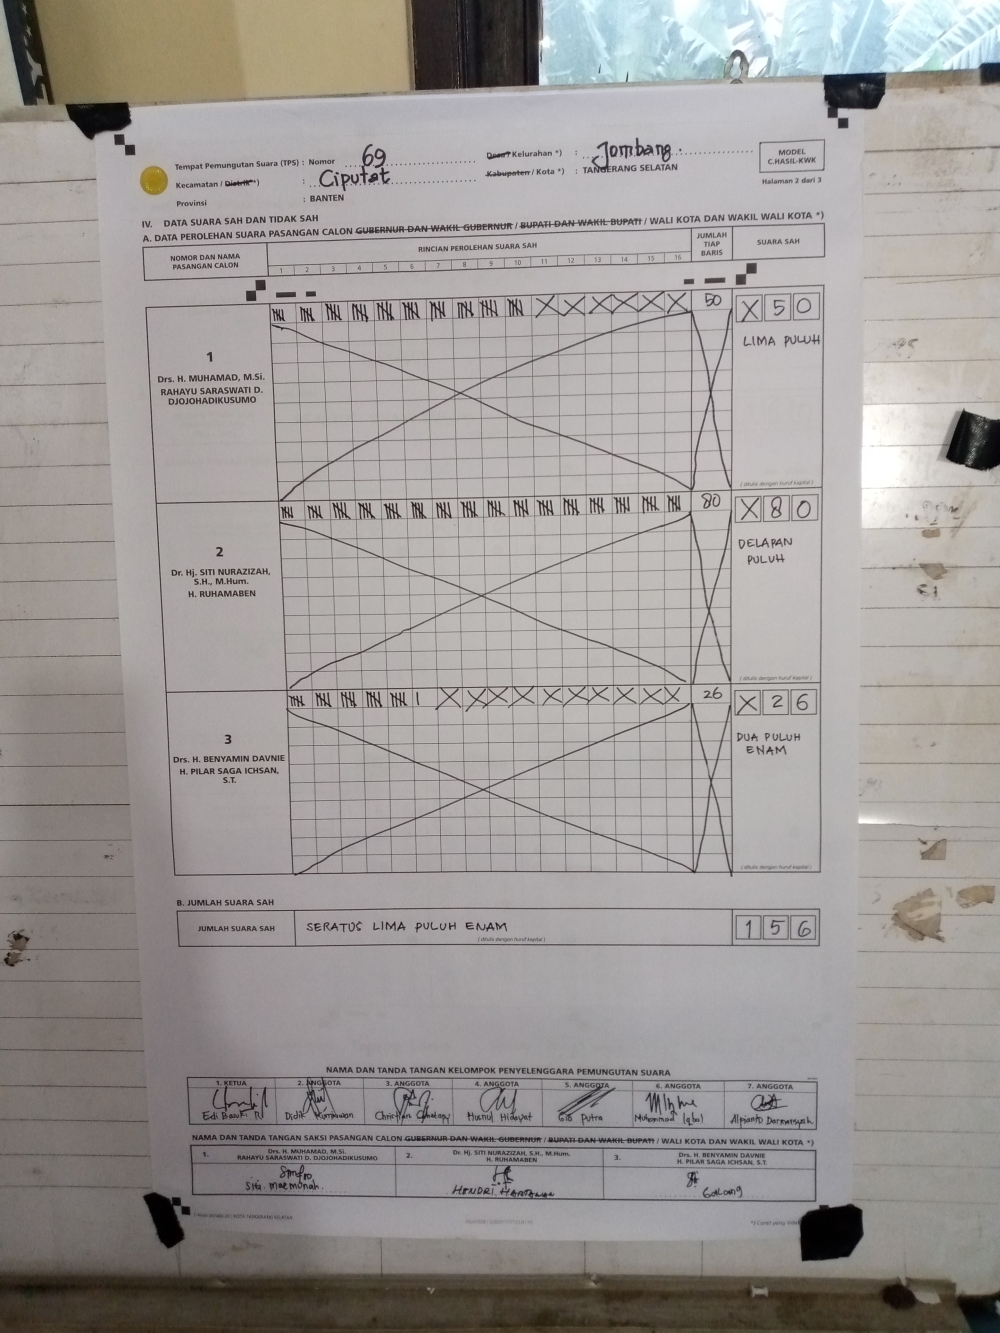 Tempat Pemungutan Suara (TPS) : Nomor 69
Kecamatan / Distrik*) : Ciputat
Provinsi : BANTEN
Desa / Kelurahan *) : Jombang
Kabupaten / Kota *) : TANGERANG SELATAN
MODEL
C.HASIL-KWK
Halaman 2 dari 3
IV. DATA SUARA SAH DAN TIDAK SAH
A. DATA PEROLEHAN SUARA PASANGAN CALON GUBERNUR DAN WAKIL GUBERNUR / BUPATI DAN WAKIL BUPATI / WALI KOTA DAN WAKIL WALI KOTA *)
NOMOR DAN NAMA
PASANGAN CALON
RINCIAN PEROLEHAN SUARA SAH
1 2 3 4 5 6 7 8 9 10 11 12 13 14 15 16
JUMLAH
TIAP
BARIS
SUARA SAH
1
Drs. H. MUHAMAD, M.Si.
RAHAYU SARASWATI D.
DJOJOHADIKUSUMO
50
X 5 0
LIMA PULUH
( ditulis dengan huruf kapital )
2
Dr. Hj. SITI NURAZIZAH,
S.H., M.Hum.
H. RUHAMABEN
80
X 8 0
DELAPAN
PULUH
( ditulis dengan huruf kapital )
3
Drs. H. BENYAMIN DAVNIE
H. PILAR SAGA ICHSAN,
S.T.
26
X 2 6
DUA PULUH
ENAM
( ditulis dengan huruf kapital )
B. JUMLAH SUARA SAH
JUMLAH SUARA SAH
SERATUS LIMA PULUH ENAM
( ditulis dengan huruf kapital )
1 5 6
NAMA DAN TANDA TANGAN KELOMPOK PENYELENGGARA PEMUNGUTAN SUARA
1. KETUA 2. ANGGOTA 3. ANGGOTA 4. ANGGOTA 5. ANGGOTA 6. ANGGOTA 7. ANGGOTA
Edi Basuki R Didik Kurniawan Christian Husnul Hidayat Gio Putra Muhammad Iqbal Alpianto Darmansyah
NAMA DAN TANDA TANGAN SAKSI PASANGAN CALON GUBERNUR DAN WAKIL GUBERNUR / BUPATI DAN WAKIL BUPATI / WALI KOTA DAN WAKIL WALI KOTA *)
1. Drs. H. MUHAMAD, M.Si.
RAHAYU SARASWATI D. DJOJOHADIKUSUMO
Siti. maemunah.
2. Dr. Hj. SITI NURAZIZAH, S.H., M.Hum.
H. RUHAMABEN
HENDRI. HARTAWAN
3. Drs. H. BENYAMIN DAVNIE
H. PILAR SAGA ICHSAN, S.T.
Galang
KOTA TANGERANG SELATAN
*) Coret yang